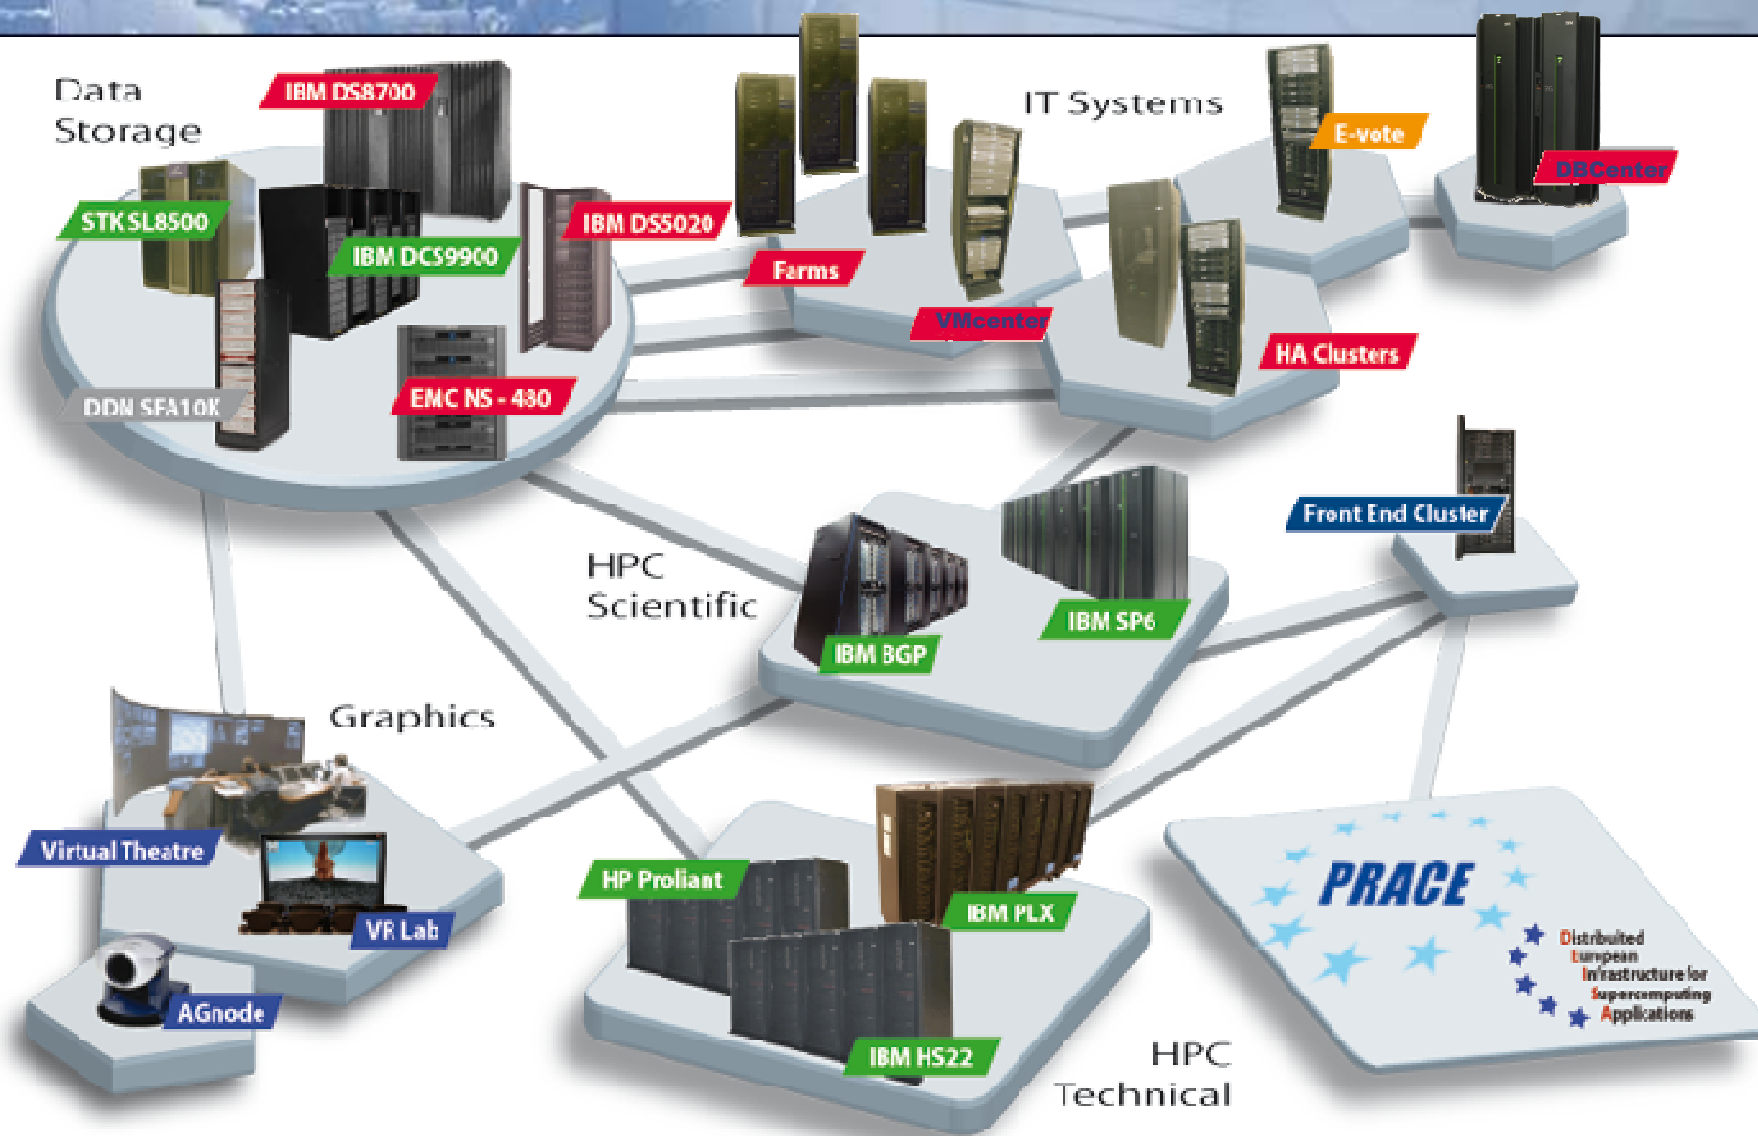 Data
Storage
IBM DS8700
STK SL8500
IBM DCS9900
IBM DS5020
DDN SFA10K
EMC NS - 480
IT Systems
Farms
VMcenter
E-vote
DBCenter
HA Clusters
HPC
Scientific
IBM BGP
IBM SP6
Front End Cluster
Graphics
Virtual Theatre
VR Lab
AGnode
HP Proliant
IBM PLX
IBM HS22
HPC
Technical
PRACE
Distribuited
European
Infrastructure for
Supercomputing
Applications